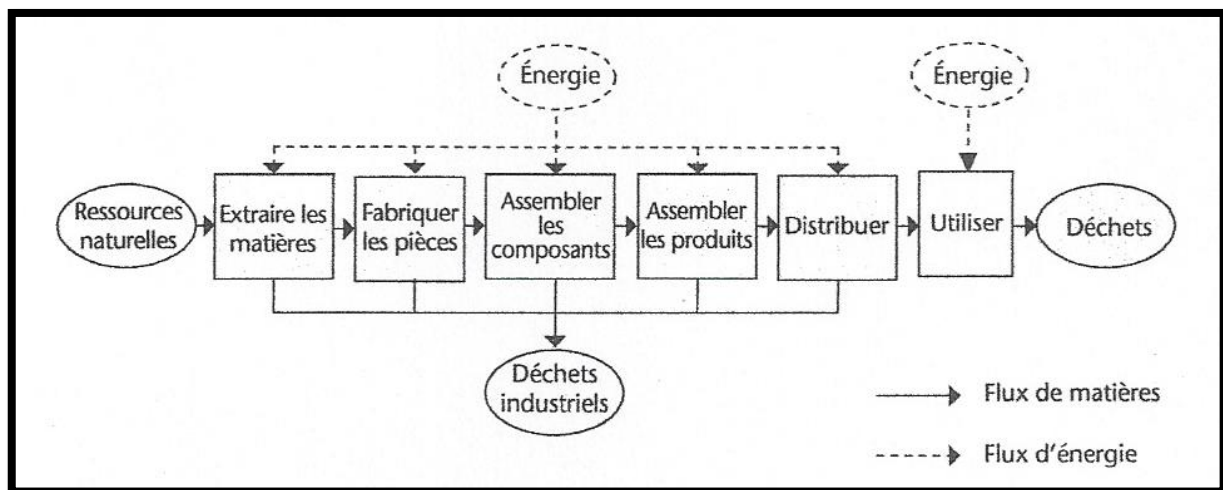 Énergie
Énergie
Ressources
naturelles
Extraire les
matières
Fabriquer
les pièces
Assembler
les
composants
Assembler
les produits
Distribuer
Utiliser
Déchets
Déchets
industriels
Flux de matières
Flux d'énergie